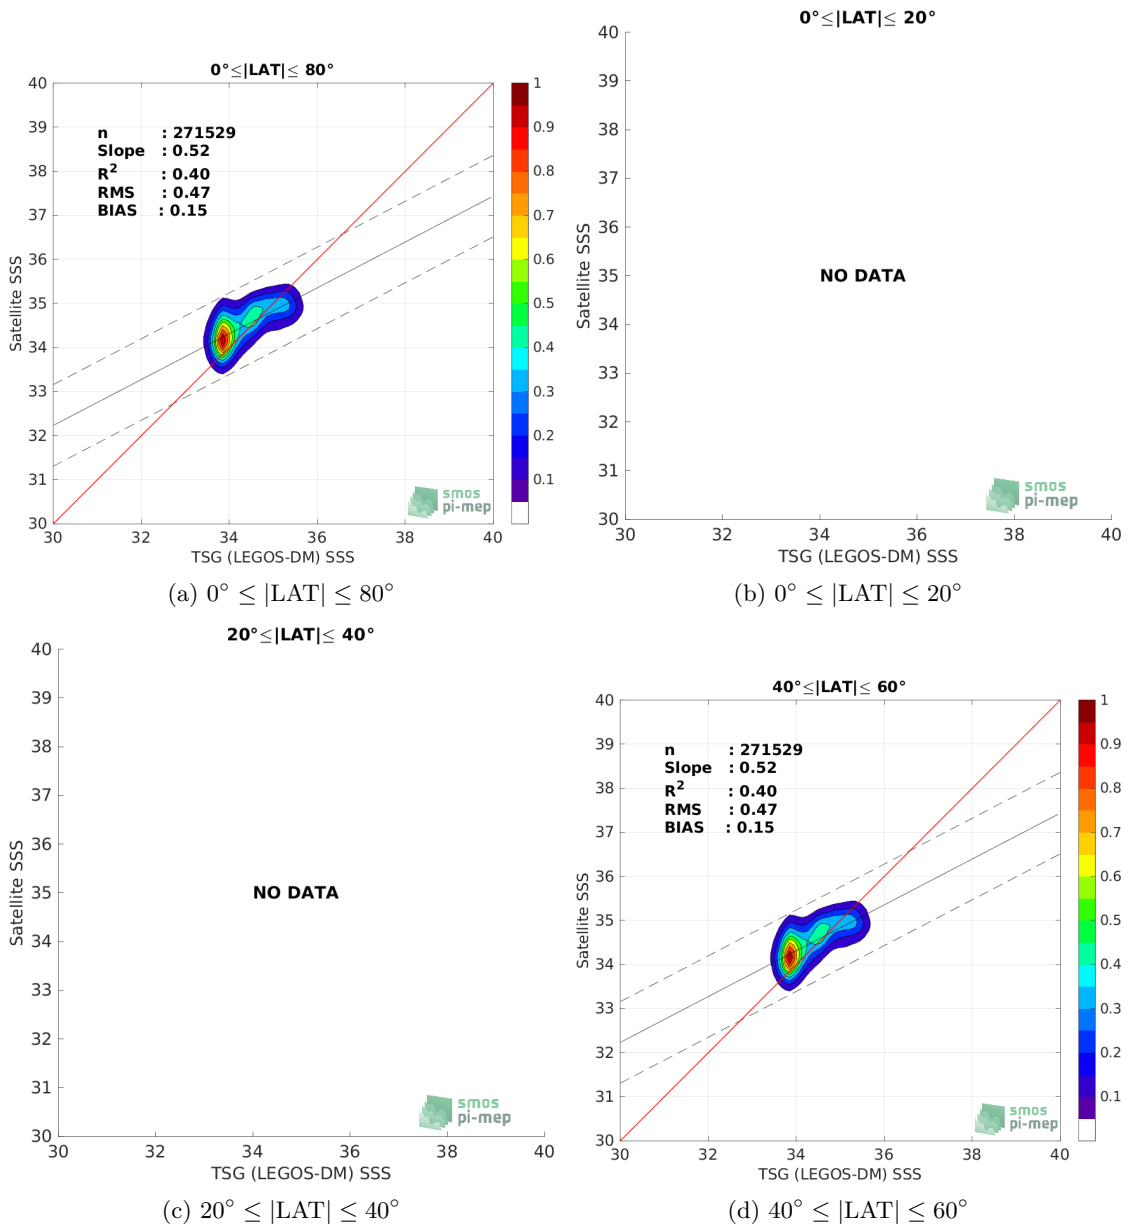 0°≤|LAT|≤ 80°
40
39
38
37
36
35
34
33
32
31
30
Satellite SSS
n : 271529
Slope : 0.52
R² : 0.40
RMS : 0.47
BIAS : 0.15
smos
pi-mep
30 32 34 36 38 40
TSG (LEGOS-DM) SSS
1
0.9
0.8
0.7
0.6
0.5
0.4
0.3
0.2
0.1
(a) 0° ≤ |LAT| ≤ 80°
0°≤|LAT|≤ 20°
40
39
38
37
36
35
34
33
32
31
30
Satellite SSS
NO DATA
smos
pi-mep
30 32 34 36 38 40
TSG (LEGOS-DM) SSS
(b) 0° ≤ |LAT| ≤ 20°
20°≤|LAT|≤ 40°
40
39
38
37
36
35
34
33
32
31
30
Satellite SSS
NO DATA
smos
pi-mep
30 32 34 36 38 40
TSG (LEGOS-DM) SSS
(c) 20° ≤ |LAT| ≤ 40°
40°≤|LAT|≤ 60°
40
39
38
37
36
35
34
33
32
31
30
Satellite SSS
n : 271529
Slope : 0.52
R² : 0.40
RMS : 0.47
BIAS : 0.15
smos
pi-mep
30 32 34 36 38 40
TSG (LEGOS-DM) SSS
1
0.9
0.8
0.7
0.6
0.5
0.4
0.3
0.2
0.1
(d) 40° ≤ |LAT| ≤ 60°